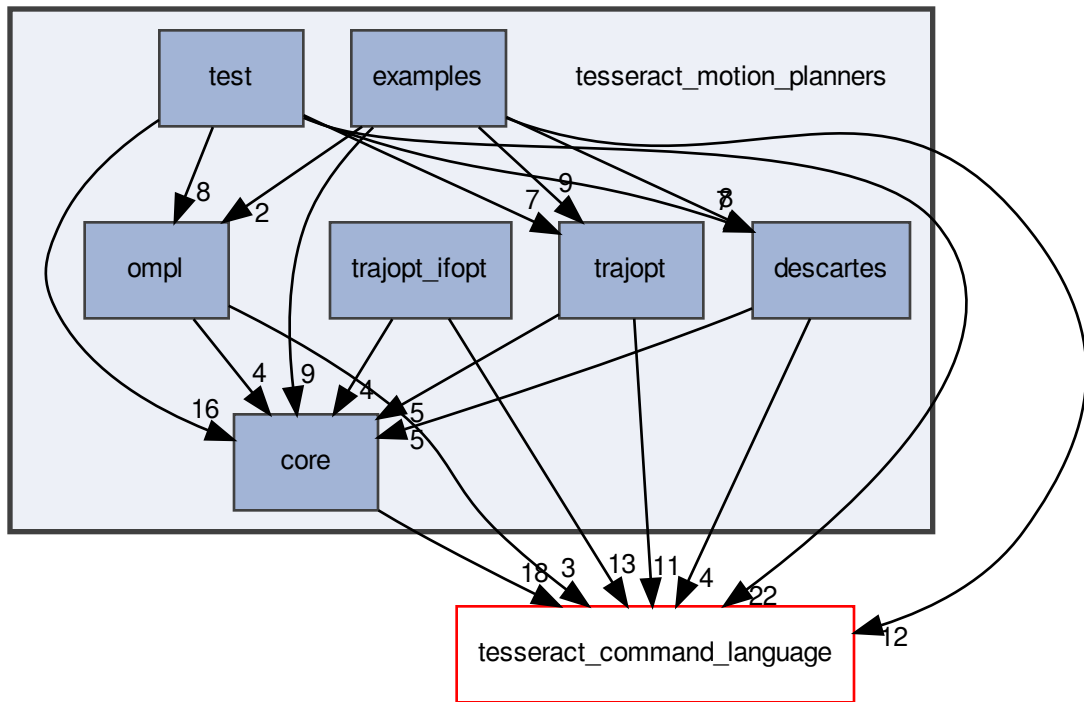 test
examples
tesseract_motion_planners
8
2
7
9
8
7
ompl
trajopt_ifopt
trajopt
descartes
4
9
4
16
5
5
core
18
3
13
11
4
22
12
tesseract_command_language